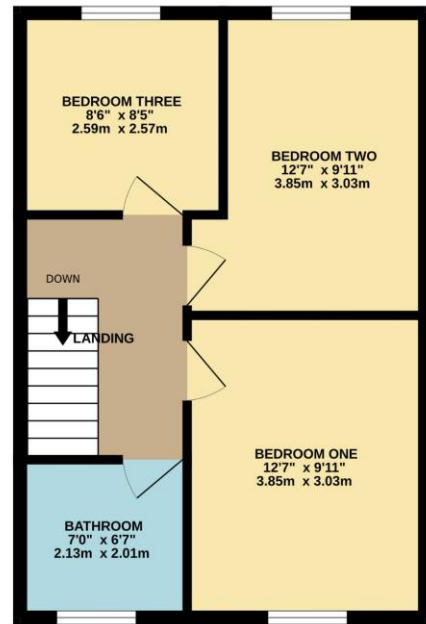 BEDROOM THREE
8'6" x 8'5"
2.59m x 2.57m
BEDROOM TWO
12'7" x 9'11"
3.85m x 3.03m
DOWN
LANDING
BEDROOM ONE
12'7" x 9'11"
3.85m x 3.03m
BATHROOM
7'0" x 6'7"
2.13m x 2.01m